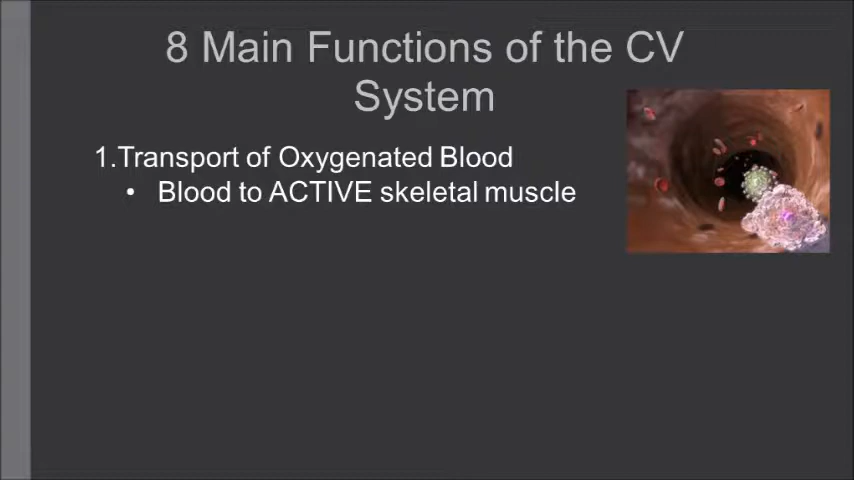 8 Main Functions of the CV
System
1.Transport of Oxygenated Blood
• Blood to ACTIVE skeletal muscle